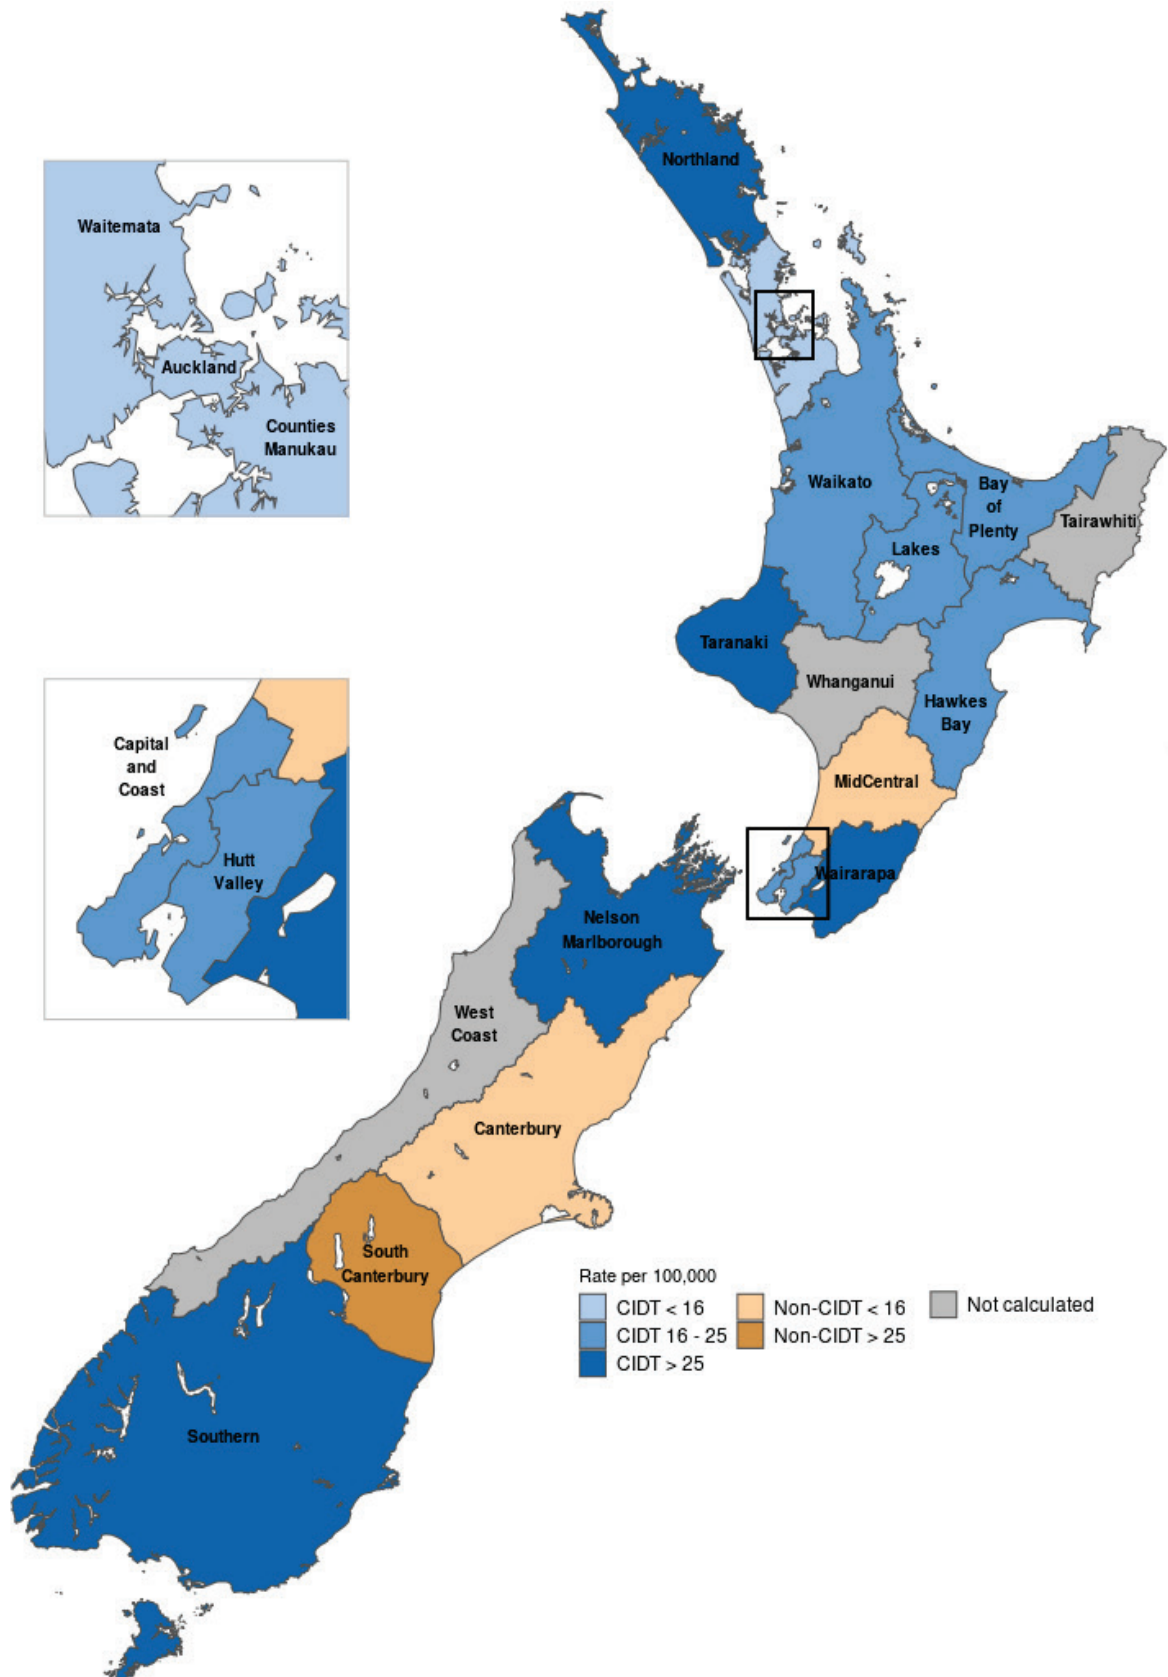 Northland
Waitemata
Auckland
Counties
Manukau
Waikato
Bay
of
Plenty
Tairawhiti
Lakes
Taranaki
Whanganui
Hawkes
Bay
MidCentral
Capital
and
Coast
Hutt
Valley
Wairarapa
Nelson
Marlborough
West
Coast
Canterbury
South
Canterbury
Southern
Rate per 100,000
CIDT < 16
CIDT 16 - 25
CIDT > 25
Non-CIDT < 16
Non-CIDT > 25
Not calculated